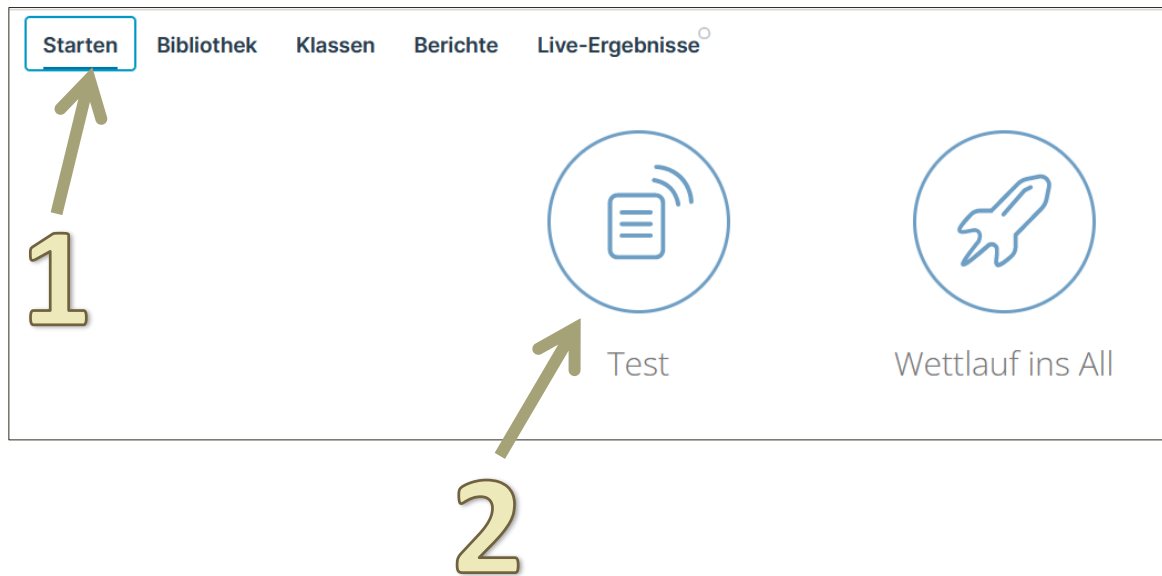 Starten Bibliothek Klassen Berichte Live-Ergebnisse
1
Test Wettlauf ins All
2